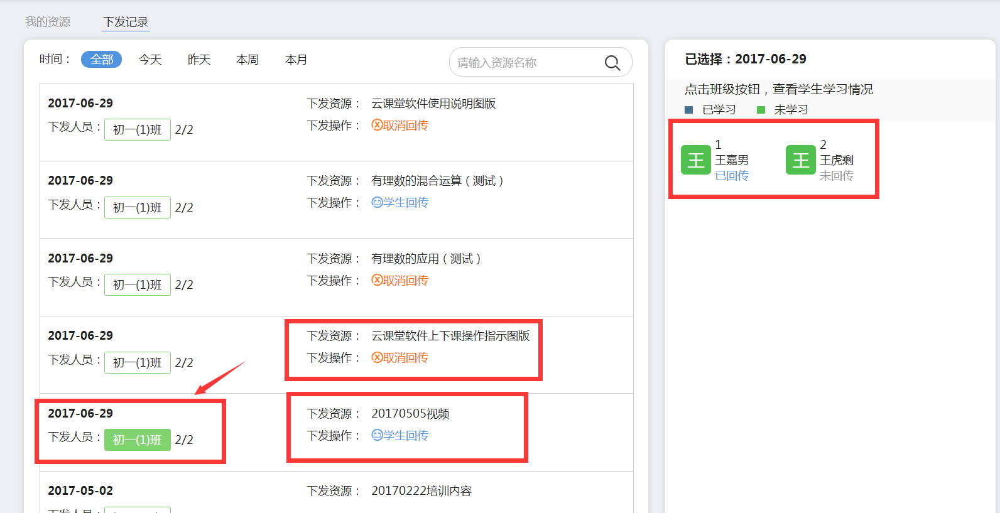 我的资源 下发记录
时间： 全部 今天 昨天 本周 本月 请输入资源名称
2017-06-29 下发资源： 云课堂软件使用说明图版
下发人员： 初一(1)班 2/2 下发操作： 取消回传
2017-06-29 下发资源： 有理数的混合运算（测试）
下发人员： 初一(1)班 2/2 下发操作： 学生回传
2017-06-29 下发资源： 有理数的应用（测试）
下发人员： 初一(1)班 2/2 下发操作： 取消回传
2017-06-29 下发资源： 云课堂软件上下课操作指示图版
下发人员： 初一(1)班 2/2 下发操作： 取消回传
2017-06-29 下发资源： 20170505视频
下发人员： 初一(1)班 2/2 下发操作： 学生回传
2017-05-02 下发资源： 20170222培训内容
已选择：2017-06-29
点击班级按钮，查看学生学习情况
已学习 未学习
王 1 王 2
王嘉男 王虎剩
已回传 未回传